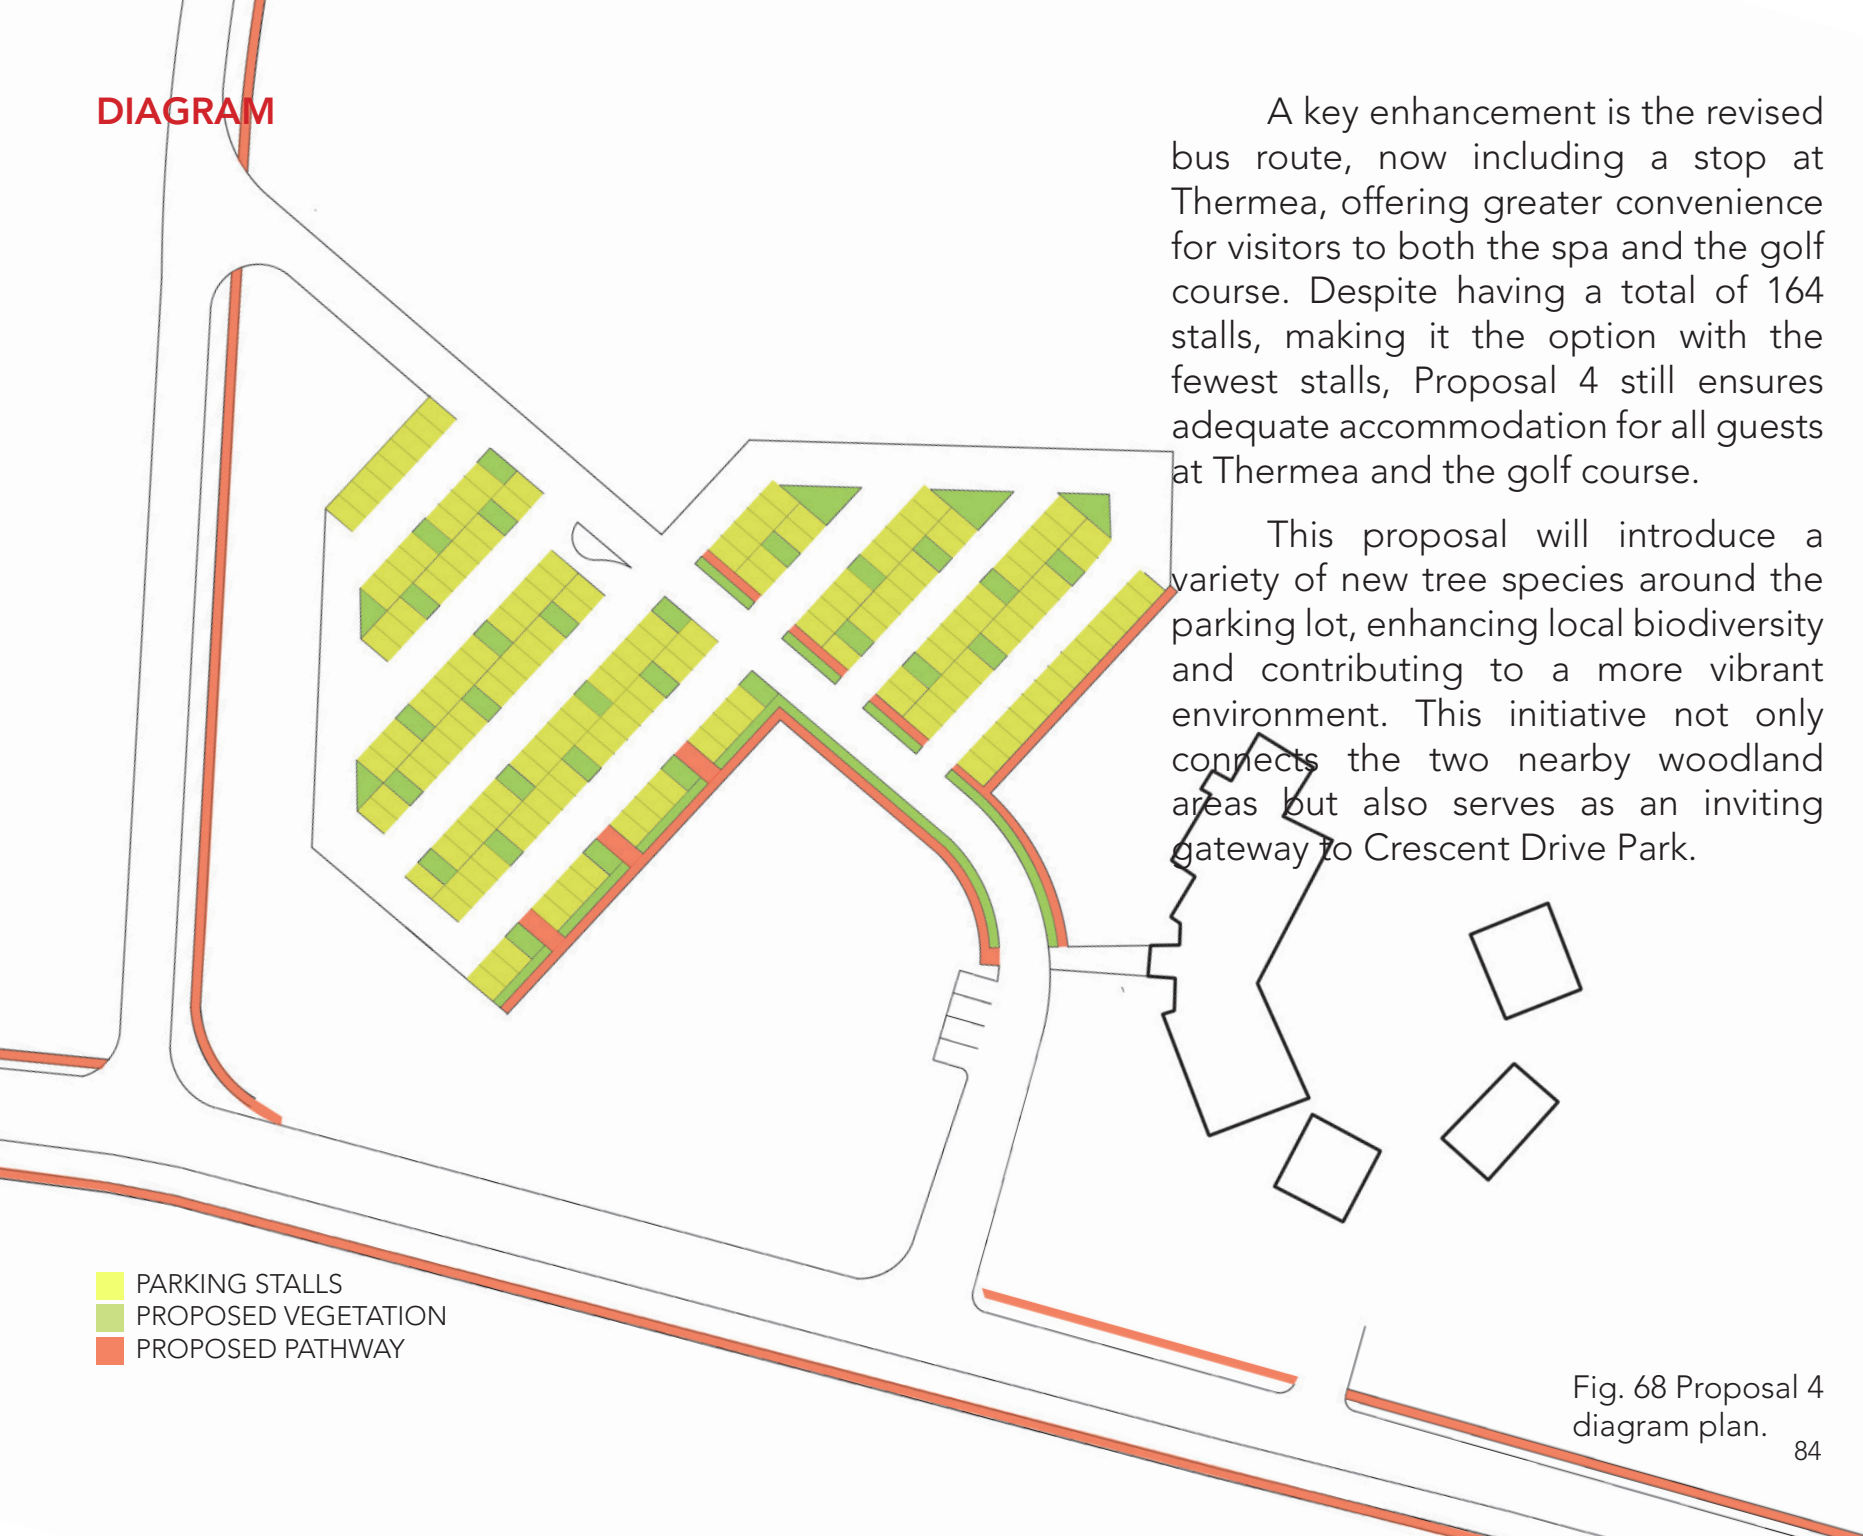 DIAGRAM
A key enhancement is the revised
bus route, now including a stop at
Thermea, offering greater convenience
for visitors to both the spa and the golf
course. Despite having a total of 164
stalls, making it the option with the
fewest stalls, Proposal 4 still ensures
adequate accommodation for all guests
at Thermea and the golf course.
This proposal will introduce a
variety of new tree species around the
parking lot, enhancing local biodiversity
and contributing to a more vibrant
environment. This initiative not only
connects the two nearby woodland
areas but also serves as an inviting
gateway to Crescent Drive Park.
PARKING STALLS
PROPOSED VEGETATION
PROPOSED PATHWAY
Fig. 68 Proposal 4
diagram plan.
84